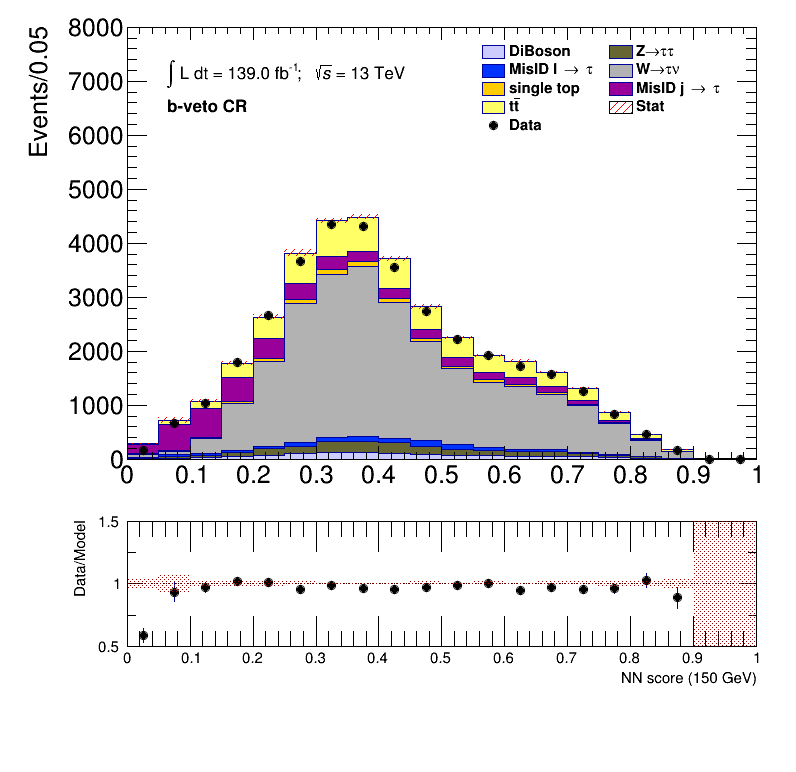 8000
7000
6000
5000
4000
3000
2000
1000
0
Events/0.05
∫ L dt = 139.0 fb⁻¹; √s = 13 TeV
b-veto CR
DiBoson
Z→ττ
MisID l → τ
W→τν
single top
MisID j → τ
tt̄
Stat
Data
0 0.1 0.2 0.3 0.4 0.5 0.6 0.7 0.8 0.9 1
Data/Model
1.5
1
0.5
0 0.1 0.2 0.3 0.4 0.5 0.6 0.7 0.8 0.9 1
NN score (150 GeV)